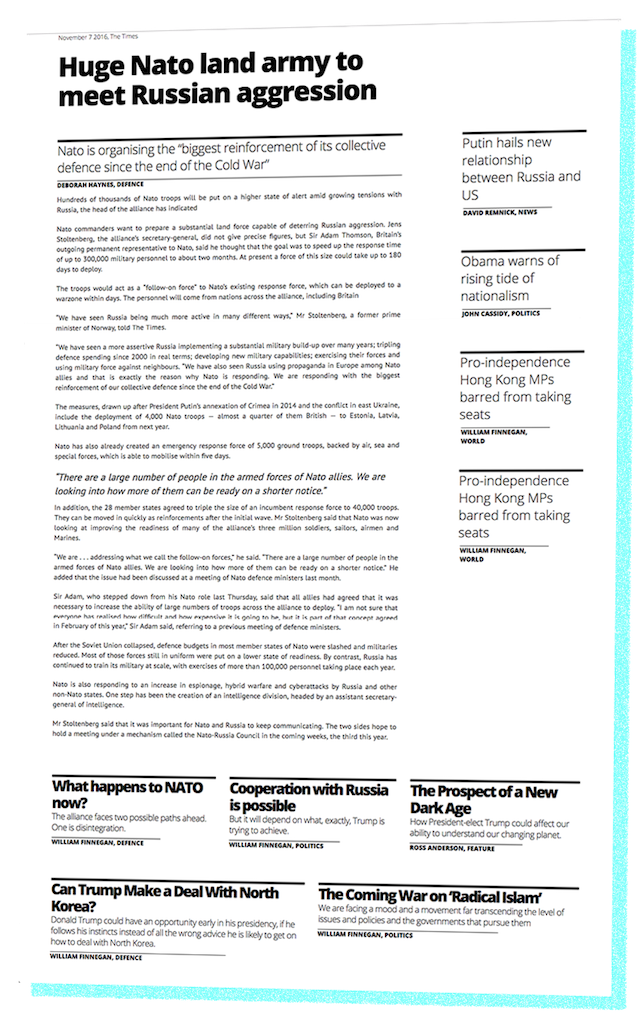 November 7 2016, The Times
Huge Nato land army to
meet Russian aggression
Nato is organising the “biggest reinforcement of its collective
defence since the end of the Cold War”
DEBORAH HAYNES, DEFENCE
Hundreds of thousands of Nato troops will be put on a higher state of alert amid growing tensions with
Russia, the head of the alliance has indicated
Nato commanders want to prepare a substantial land force capable of deterring Russian aggression. Jens
Stoltenberg, the alliance’s secretary-general, did not give precise figures, but Sir Adam Thomson, Britain’s
outgoing permanent representative to Nato, said he thought that the goal was to speed up the response time
of up to 300,000 military personnel to about two months. At present a force of this size could take up to 180
days to deploy.
The troops would act as a “follow-on force” to Nato’s existing response force, which can be deployed to a
warzone within days. The personnel will come from nations across the alliance, including Britain
“We have seen Russia being much more active in many different ways,” Mr Stoltenberg, a former prime
minister of Norway, told The Times.
“We have seen a more assertive Russia implementing a substantial military build-up over many years; tripling
defence spending since 2000 in real terms; developing new military capabilities; exercising their forces and
using military force against neighbours. “We have also seen Russia using propaganda in Europe among Nato
allies and that is exactly the reason why Nato is responding. We are responding with the biggest
reinforcement of our collective defence since the end of the Cold War.”
The measures, drawn up after President Putin’s annexation of Crimea in 2014 and the conflict in east Ukraine,
include the deployment of 4,000 Nato troops — almost a quarter of them British — to Estonia, Latvia,
Lithuania and Poland from next year.
Nato has also already created an emergency response force of 5,000 ground troops, backed by air, sea and
special forces, which is able to mobilise within five days.
“There are a large number of people in the armed forces of Nato allies. We are
looking into how more of them can be ready on a shorter notice.”
In addition, the 28 member states agreed to triple the size of an incumbent response force to 40,000 troops.
They can be moved in quickly as reinforcements after the initial wave. Mr Stoltenberg said that Nato was now
looking at improving the readiness of many of the alliance’s three million soldiers, sailors, airmen and
Marines.
“We are . . . addressing what we call the follow-on forces,” he said. “There are a large number of people in the
armed forces of Nato allies. We are looking into how more of them can be ready on a shorter notice.” He
added that the issue had been discussed at a meeting of Nato defence ministers last month.
Sir Adam, who stepped down from his Nato role last Thursday, said that all allies had agreed that it was
necessary to increase the ability of large numbers of troops across the alliance to deploy. “I am not sure that
everyone has realised how difficult and how expensive it is going to be, but it is part of that concept agreed
in February of this year,” Sir Adam said, referring to a previous meeting of defence ministers.
After the Soviet Union collapsed, defence budgets in most member states of Nato were slashed and militaries
reduced. Most of those forces still in uniform were put on a lower state of readiness. By contrast, Russia has
continued to train its military at scale, with exercises of more than 100,000 personnel taking place each year.
Nato is also responding to an increase in espionage, hybrid warfare and cyberattacks by Russia and other
non-Nato states. One step has been the creation of an intelligence division, headed by an assistant secretary-
general of intelligence.
Mr Stoltenberg said that it was important for Nato and Russia to keep communicating. The two sides hope to
hold a meeting under a mechanism called the Nato-Russia Council in the coming weeks, the third this year.
Putin hails new
relationship
between Russia and
US
DAVID REMNICK, NEWS
Obama warns of
rising tide of
nationalism
JOHN CASSIDY, POLITICS
Pro-independence
Hong Kong MPs
barred from taking
seats
WILLIAM FINNEGAN,
WORLD
Pro-independence
Hong Kong MPs
barred from taking
seats
WILLIAM FINNEGAN,
WORLD
What happens to NATO
now?
The alliance faces two possible paths ahead.
One is disintegration.
WILLIAM FINNEGAN, DEFENCE
Cooperation with Russia
is possible
But it will depend on what, exactly, Trump is
trying to achieve.
WILLIAM FINNEGAN, POLITICS
The Prospect of a New
Dark Age
How President-elect Trump could affect our
ability to understand our changing planet.
ROSS ANDERSON, FEATURE
Can Trump Make a Deal With North
Korea?
Donald Trump could have an opportunity early in his presidency, if he
follows his instincts instead of all the wrong advice he is likely to get on
how to deal with North Korea.
WILLIAM FINNEGAN, DEFENCE
The Coming War on ‘Radical Islam’
We are facing a mood and a movement far transcending the level of
issues and policies and the governments that pursue them
WILLIAM FINNEGAN, POLITICS